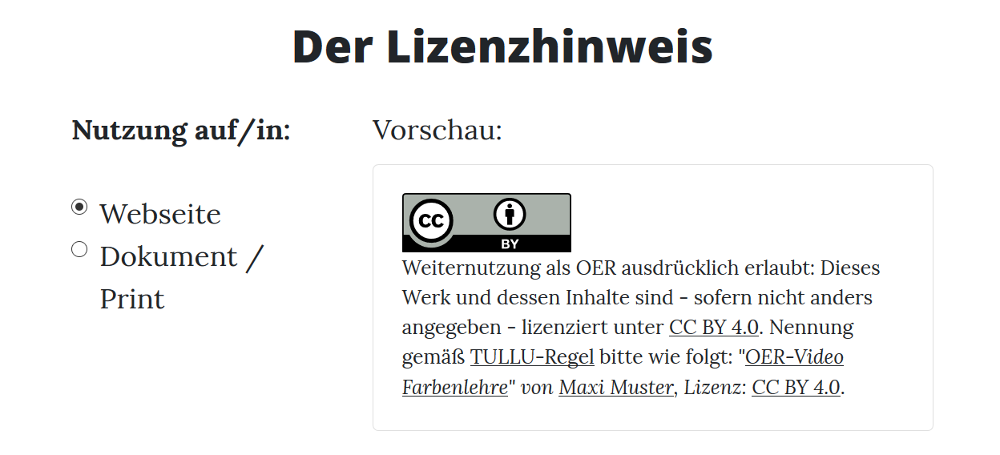 Der Lizenzhinweis
Nutzung auf/in:
Webseite
Dokument /
Print
Vorschau:
CC
BY
Weiternutzung als OER ausdrücklich erlaubt: Dieses
Werk und dessen Inhalte sind - sofern nicht anders
angegeben - lizenziert unter CC BY 4.0. Nennung
gemäß TULLU-Regel bitte wie folgt: "OER-Video
Farbenlehre" von Maxi Muster, Lizenz: CC BY 4.0.